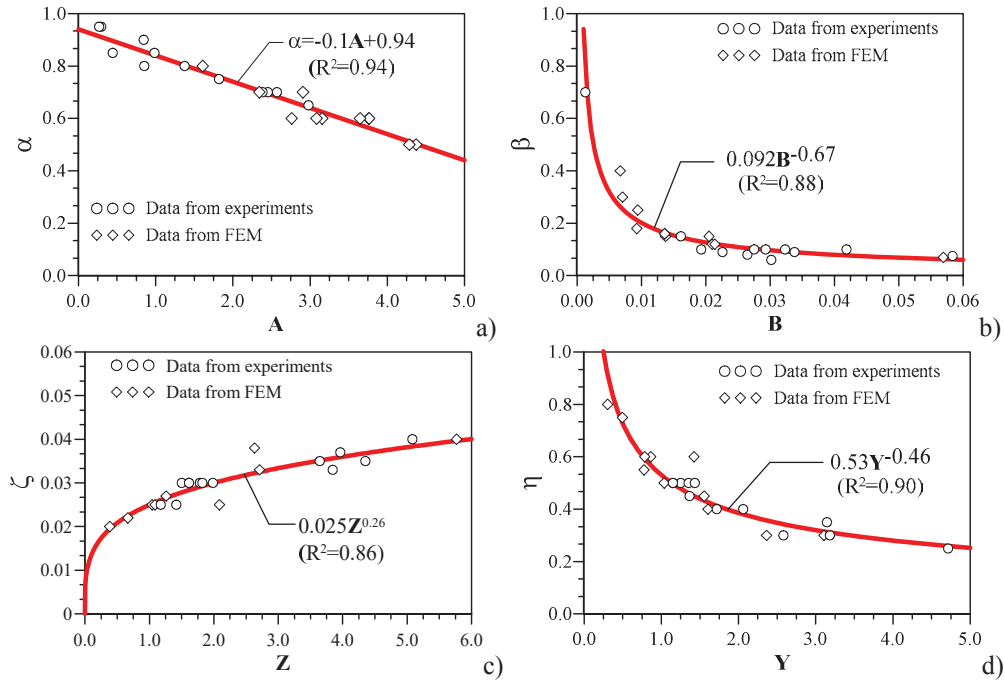 1.0
0.8
0.6
0.4
0.2
0.0
α
α=-0.1A+0.94
(R²=0.94)
Data from experiments
Data from FEM
0.0 1.0 2.0 3.0 4.0 5.0
A
a)
1.0
0.8
0.6
0.4
0.2
0.0
β
Data from experiments
Data from FEM
0.092B⁻⁰·⁶⁷
(R²=0.88)
0.00 0.01 0.02 0.03 0.04 0.05 0.06
B
b)
0.06
0.05
0.04
0.03
0.02
0.01
0
ζ
Data from experiments
Data from FEM
0.025Z⁰·²⁶
(R²=0.86)
0.0 1.0 2.0 3.0 4.0 5.0 6.0
Z
c)
1.0
0.8
0.6
0.4
0.2
0.0
η
Data from experiments
Data from FEM
0.53Y⁻⁰·⁴⁶
(R²=0.90)
0.0 1.0 2.0 3.0 4.0 5.0
Y
d)